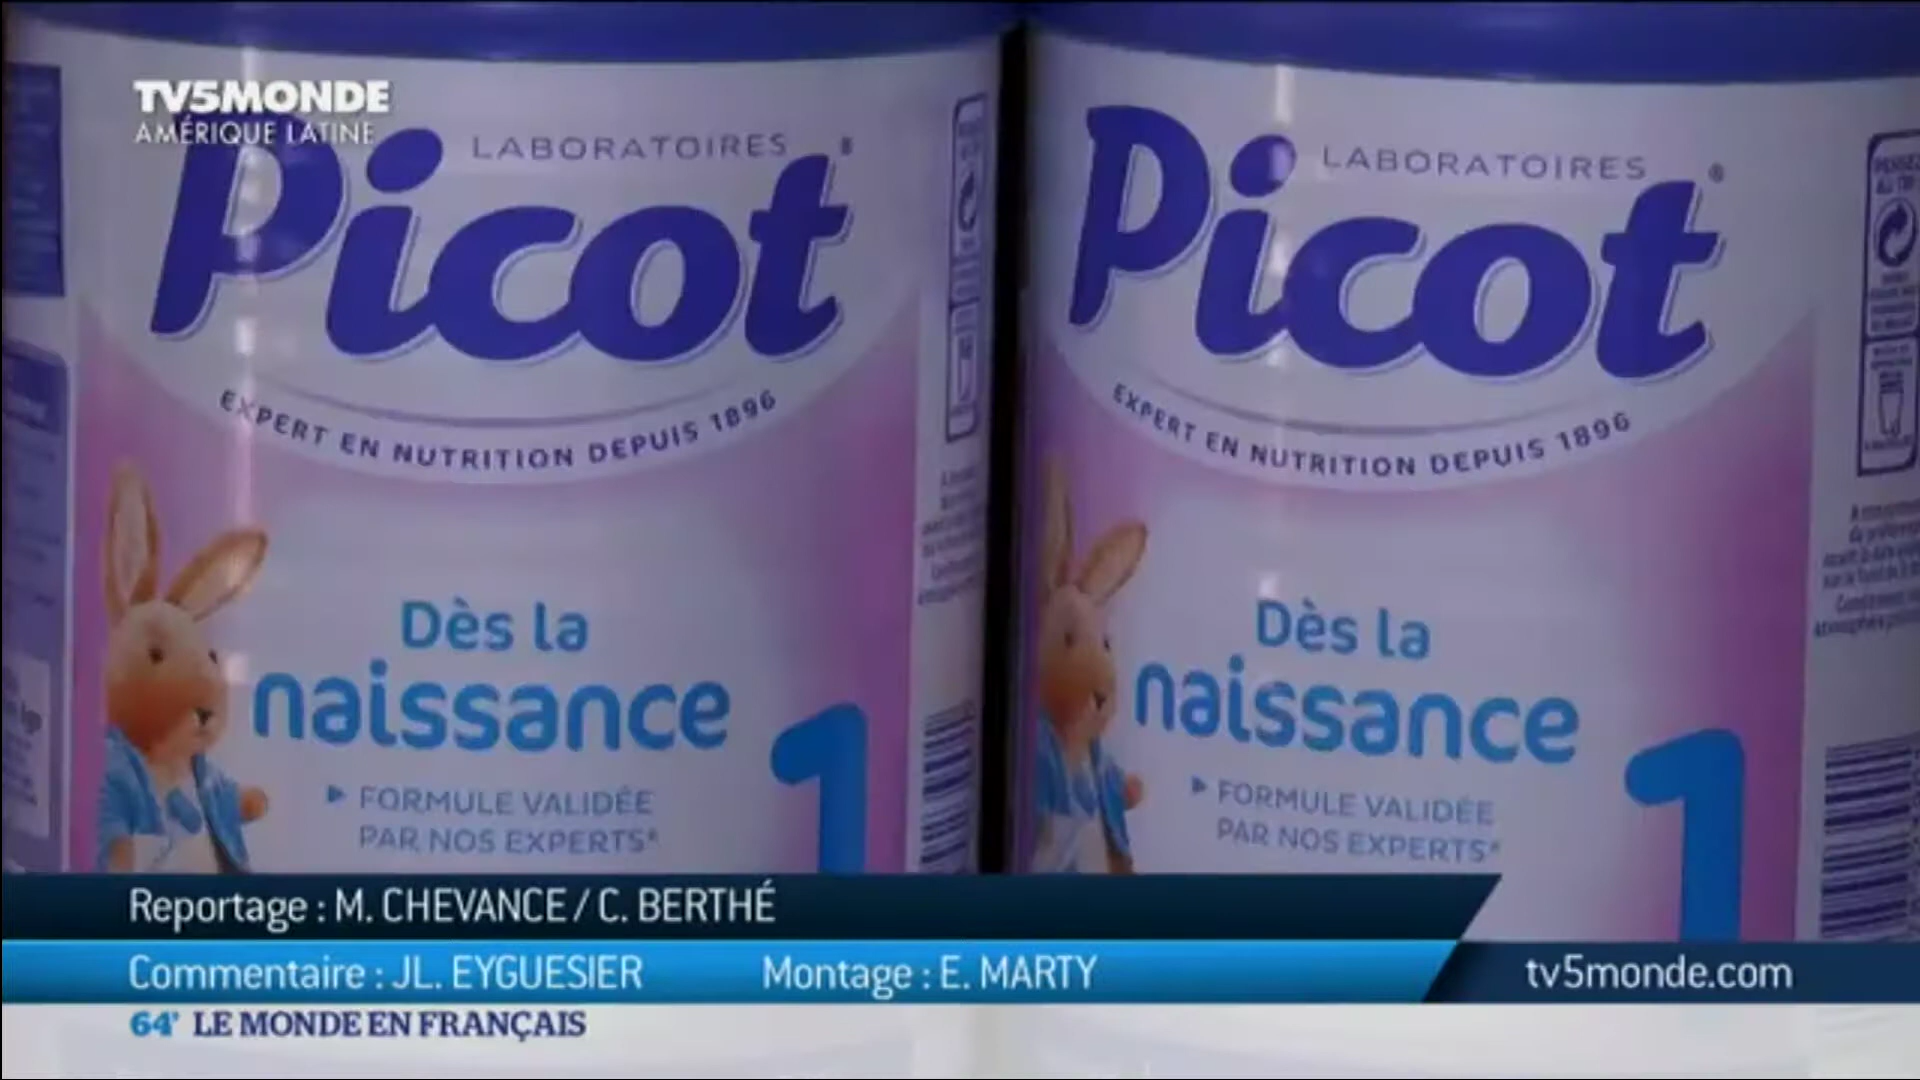 TV5MONDE
AMÉRIQUE LATINE
LABORATOIRES
Picot
EXPERT EN NUTRITION DEPUIS 1896
Dès la
naissance
1
FORMULE VALIDÉE
PAR NOS EXPERTS*
LABORATOIRES
Picot
EXPERT EN NUTRITION DEPUIS 1896
Dès la
naissance
1
FORMULE VALIDÉE
PAR NOS EXPERTS*
Reportage : M. CHEVANCE / C. BERTHÉ
Commentaire : JL. EYGUESIER Montage : E. MARTY
tv5monde.com
64' LE MONDE EN FRANÇAIS